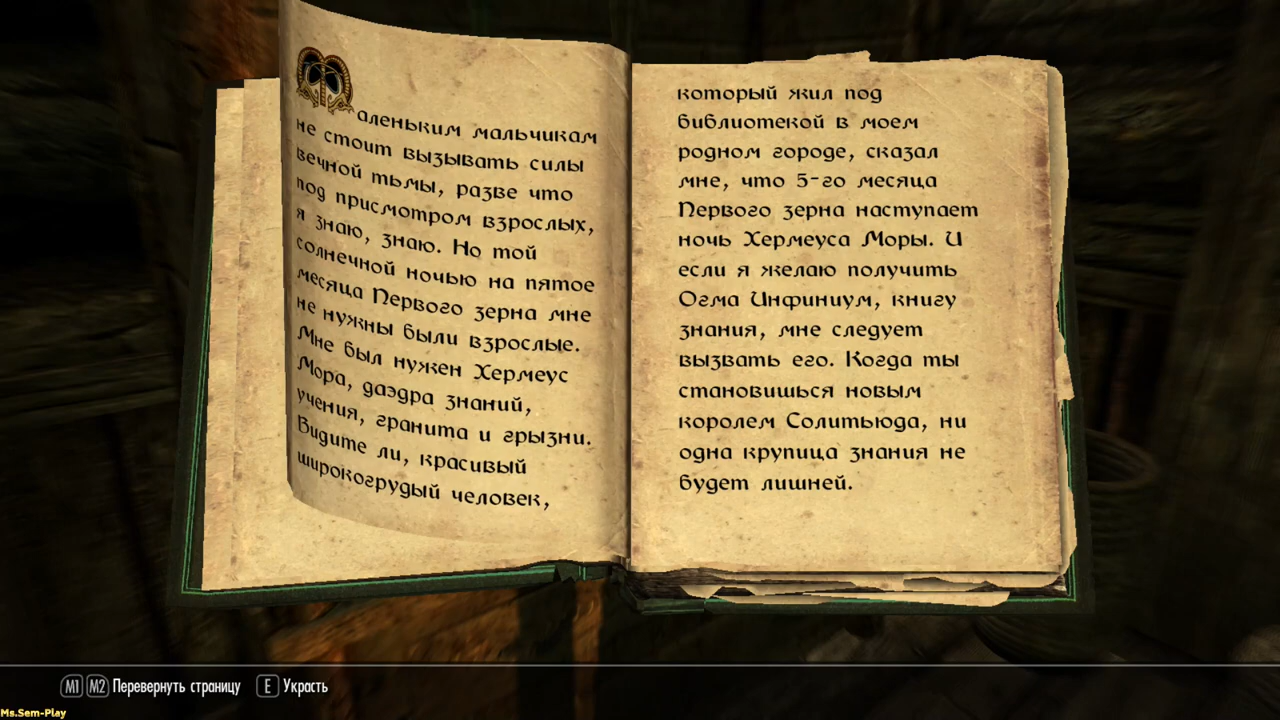 Маленьким мальчикам
не стоит вызывать силы
вечной тьмы, разве что
под присмотром взрослых,
я знаю, знаю. Но той
солнечной ночью на пятое
месяца Первого зерна мне
не нужны были взрослые.
Мне был нужен Хермеус
Мора, даэдра знаний,
учения, гранита и грызни.
Видите ли, красивый
широкогрудый человек,
который жил под
библиотекой в моем
родном городе, сказал
мне, что 5-го месяца
Первого зерна наступает
ночь Хермеуса Моры. И
если я желаю получить
Огма Инфиниум, книгу
знания, мне следует
вызвать его. Когда ты
становишься новым
королем Солитьюда, ни
одна крупица знания не
будет лишней.
M1 M2 Перевернуть страницу E Украсть
Ms.Sem-Play